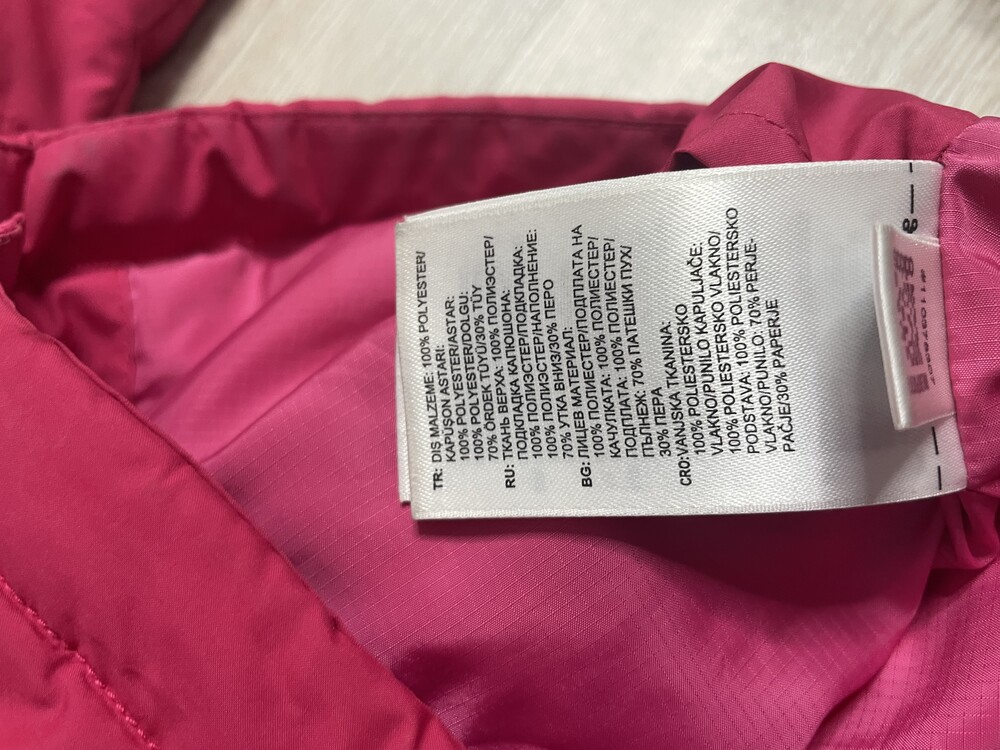 TR: DIŞ MALZEME: 100% POLYESTER/
KAPÜŞON ASTARI:
100% POLYESTER/ASTAR:
100% POLYESTER/DOLGU:
70% ÖRDEK TÜYÜ/30% TÜY
RU: ТКАНЬ ВЕРХА: 100% ПОЛИЭСТЕР/
ПОДКЛАДКА КАПЮШОНА:
100% ПОЛИЭСТЕР/ПОДКЛАДКА:
100% ПОЛИЭСТЕР/НАПОЛНЕНИЕ:
70% УТКА ВНИЗ/30% ПЕРО
BG: ЛИЦЕВ МАТЕРИАЛ:
100% ПОЛИЕСТЕР/ПОДПЛАТА НА
КАЧУЛКАТА: 100% ПОЛИЕСТЕР/
ПОДПЛАТА: 100% ПОЛИЕСТЕР/
ПЪЛНЕЖ: 70% ПАТЕШКИ ПУХ/
30% ПЕРА
CRO: VANJSKA TKANINA:
100% POLIESTERSKO
VLAKNO/PUNILO KAPULJAČE:
100% POLIESTERSKO VLAKNO/
PODSTAVA: 100% POLIESTERSKO
VLAKNO/PUNILO: 70% PERJE-
PAČJE/30% PAPERJE